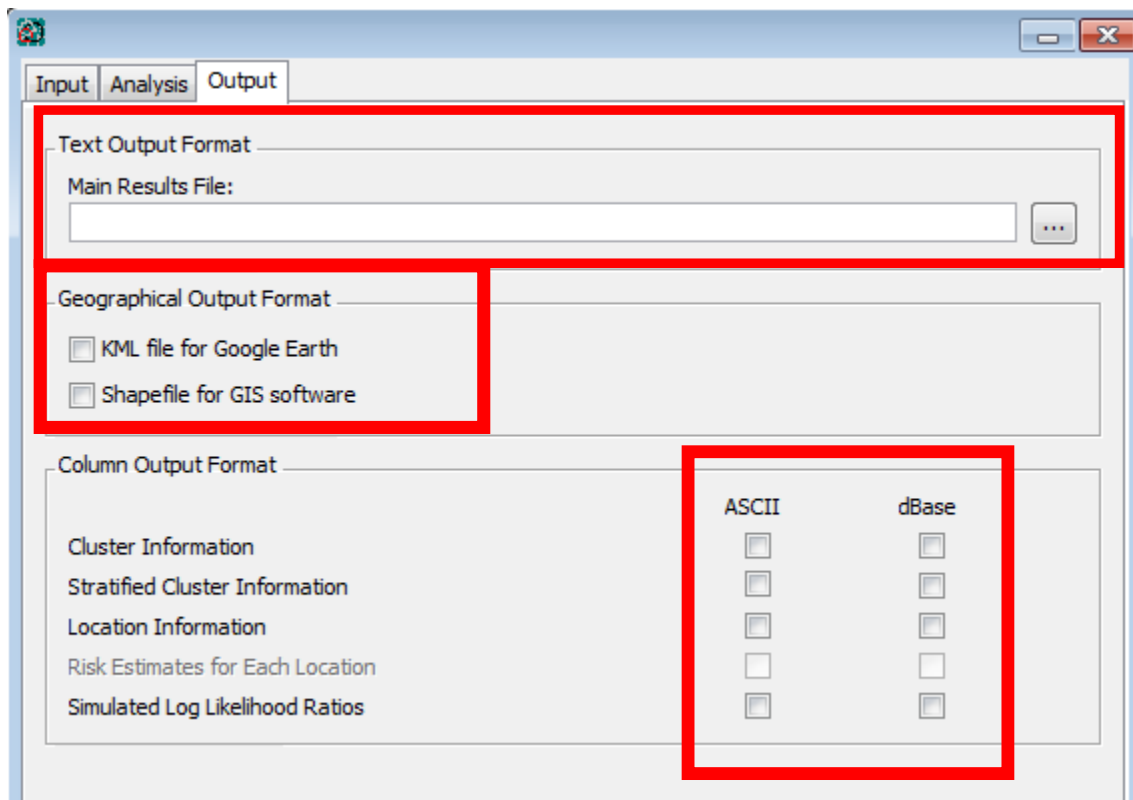 Input Analysis Output
Text Output Format
Main Results File:
...
Geographical Output Format
KML file for Google Earth
Shapefile for GIS software
Column Output Format
ASCII dBase
Cluster Information
Stratified Cluster Information
Location Information
Risk Estimates for Each Location
Simulated Log Likelihood Ratios